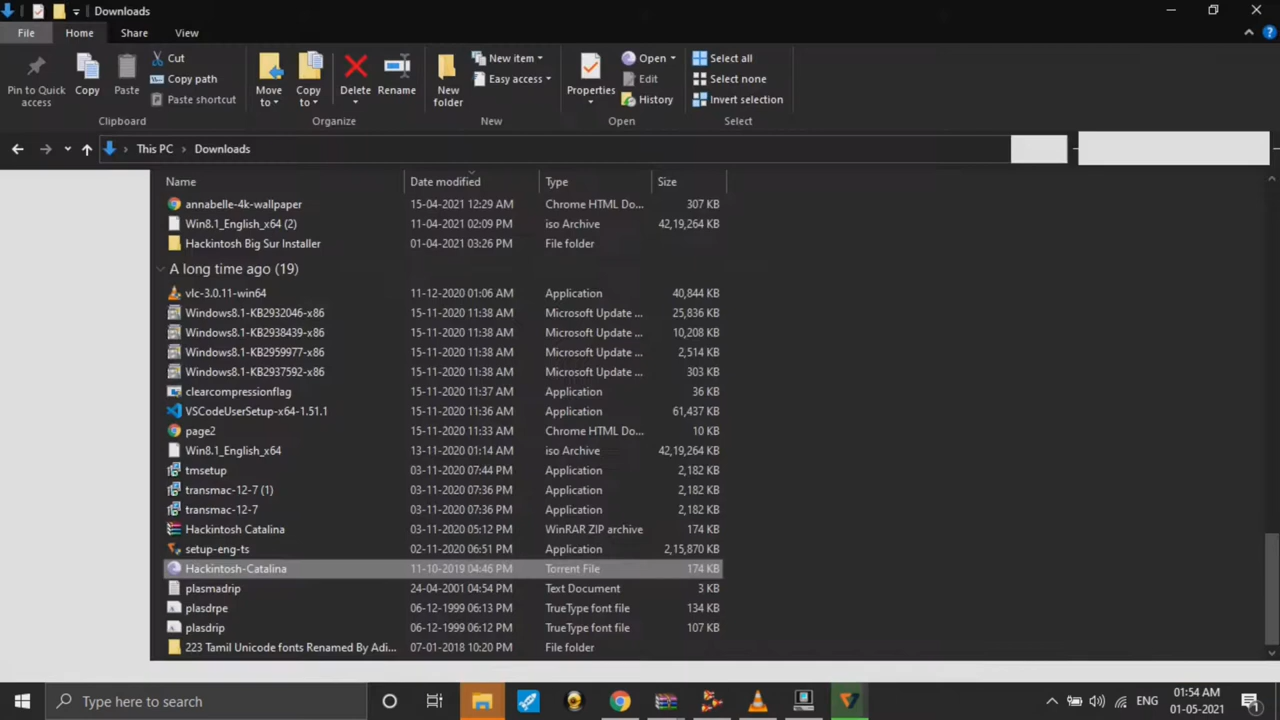 Downloads
File Home Share View
Pin to Quick access
Copy
Paste
Cut
Copy path
Paste shortcut
Clipboard
Move to
Copy to
Delete
Rename
Organize
New folder
New item
Easy access
New
Properties
Open
Edit
History
Open
Select all
Select none
Invert selection
Select
This PC > Downloads
Name Date modified Type Size
annabelle-4k-wallpaper 15-04-2021 12:29 AM Chrome HTML Do... 307 KB
Win8.1_English_x64 (2) 11-04-2021 02:09 PM iso Archive 42,19,264 KB
Hackintosh Big Sur Installer 01-04-2021 03:26 PM File folder
A long time ago (19)
vlc-3.0.11-win64 11-12-2020 01:06 AM Application 40,844 KB
Windows8.1-KB2932046-x86 15-11-2020 11:38 AM Microsoft Update ... 25,836 KB
Windows8.1-KB2938439-x86 15-11-2020 11:38 AM Microsoft Update ... 10,208 KB
Windows8.1-KB2959977-x86 15-11-2020 11:38 AM Microsoft Update ... 2,514 KB
Windows8.1-KB2937592-x86 15-11-2020 11:38 AM Microsoft Update ... 303 KB
clearcompressionflag 15-11-2020 11:37 AM Application 36 KB
VSCodeUserSetup-x64-1.51.1 15-11-2020 11:36 AM Application 61,437 KB
page2 15-11-2020 11:33 AM Chrome HTML Do... 10 KB
Win8.1_English_x64 13-11-2020 01:14 AM iso Archive 42,19,264 KB
tmsetup 03-11-2020 07:44 PM Application 2,182 KB
transmac-12-7 (1) 03-11-2020 07:36 PM Application 2,182 KB
transmac-12-7 03-11-2020 07:36 PM Application 2,182 KB
Hackintosh Catalina 03-11-2020 05:12 PM WinRAR ZIP archive 174 KB
setup-eng-ts 02-11-2020 06:51 PM Application 2,15,870 KB
Hackintosh-Catalina 11-10-2019 04:46 PM Torrent File 174 KB
plasmadrip 24-04-2001 04:54 PM Text Document 3 KB
plasdrpe 06-12-1999 06:13 PM TrueType font file 134 KB
plasdrip 06-12-1999 06:12 PM TrueType font file 107 KB
223 Tamil Unicode fonts Renamed By Adi... 07-01-2018 10:20 PM File folder
Type here to search
ENG
01:54 AM
01-05-2021
1